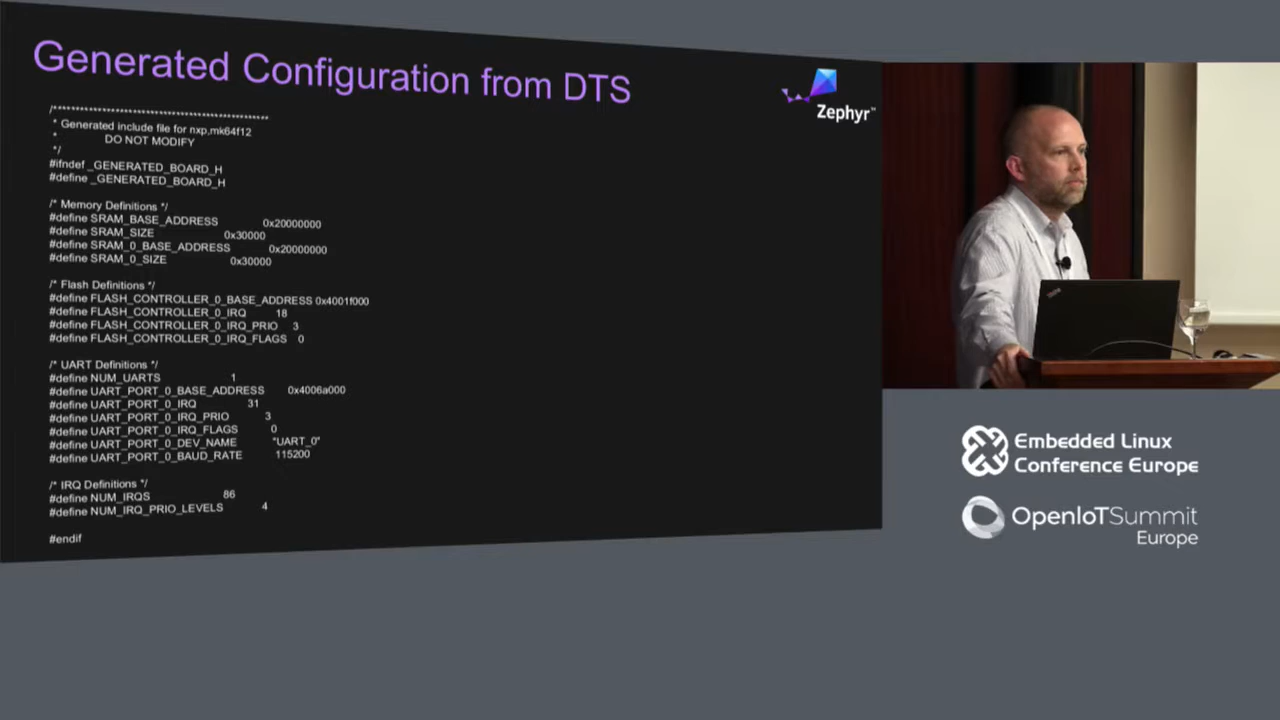 Generated Configuration from DTS
Zephyr™
/***********************************************
* Generated include file for nxp,mk64f12
* DO NOT MODIFY
*/
#ifndef _GENERATED_BOARD_H
#define _GENERATED_BOARD_H
/* Memory Definitions */
#define SRAM_BASE_ADDRESS 0x20000000
#define SRAM_SIZE 0x30000
#define SRAM_0_BASE_ADDRESS 0x20000000
#define SRAM_0_SIZE 0x30000
/* Flash Definitions */
#define FLASH_CONTROLLER_0_BASE_ADDRESS 0x4001f000
#define FLASH_CONTROLLER_0_IRQ 18
#define FLASH_CONTROLLER_0_IRQ_PRIO 3
#define FLASH_CONTROLLER_0_IRQ_FLAGS 0
/* UART Definitions */
#define NUM_UARTS 1
#define UART_PORT_0_BASE_ADDRESS 0x4006a000
#define UART_PORT_0_IRQ 31
#define UART_PORT_0_IRQ_PRIO 3
#define UART_PORT_0_IRQ_FLAGS 0
#define UART_PORT_0_DEV_NAME "UART_0"
#define UART_PORT_0_BAUD_RATE 115200
/* IRQ Definitions */
#define NUM_IRQS 86
#define NUM_IRQ_PRIO_LEVELS 4
#endif
Embedded Linux
Conference Europe
OpenIoTSummit
Europe